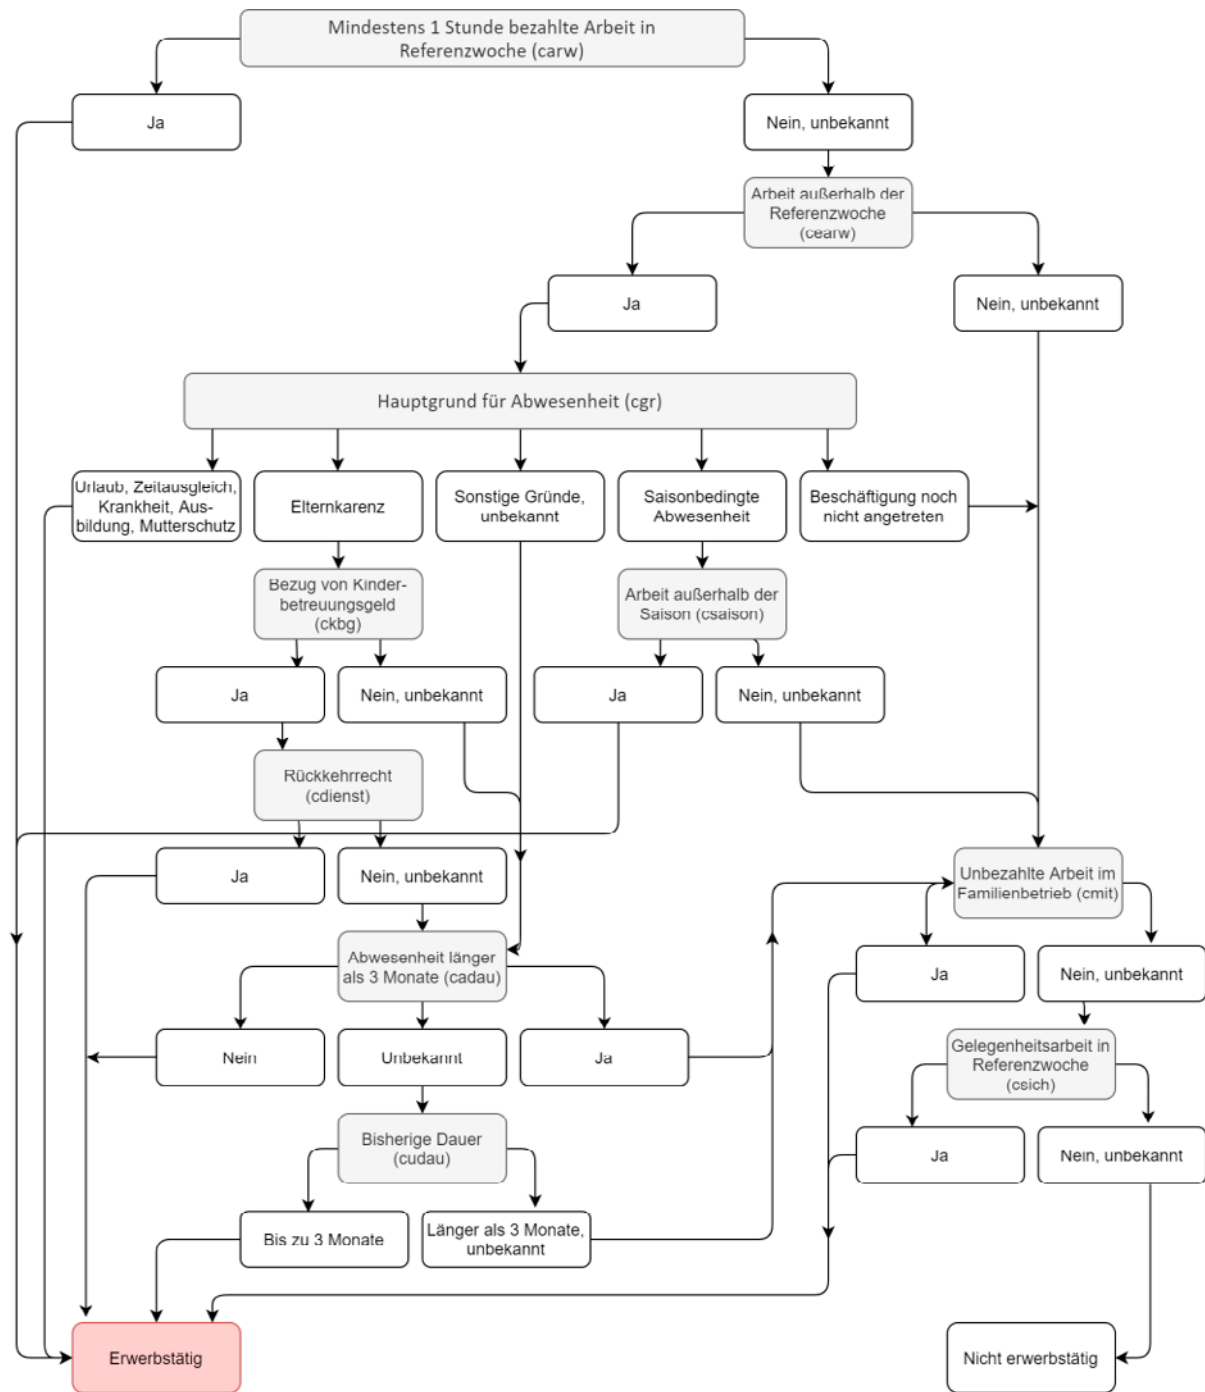 Mindestens 1 Stunde bezahlte Arbeit in
Referenzwoche (carw)
Ja
Nein, unbekannt
Arbeit außerhalb der
Referenzwoche
(cearw)
Ja
Nein, unbekannt
Hauptgrund für Abwesenheit (cgr)
Urlaub, Zeitausgleich,
Krankheit, Aus-
bildung, Mutterschutz
Elternkarenz
Sonstige Gründe,
unbekannt
Saisonbedingte
Abwesenheit
Beschäftigung noch
nicht angetreten
Bezug von Kinder-
betreuungsgeld
(ckbg)
Arbeit außerhalb der
Saison (csaison)
Ja
Nein, unbekannt
Ja
Nein, unbekannt
Rückkehrrecht
(cdienst)
Ja
Nein, unbekannt
Unbezahlte Arbeit im
Familienbetrieb (cmit)
Abwesenheit länger
als 3 Monate (cadau)
Ja
Nein, unbekannt
Nein
Unbekannt
Ja
Gelegenheitsarbeit in
Referenzwoche
(csich)
Bisherige Dauer
(cudau)
Ja
Nein, unbekannt
Bis zu 3 Monate
Länger als 3 Monate,
unbekannt
Erwerbstätig
Nicht erwerbstätig